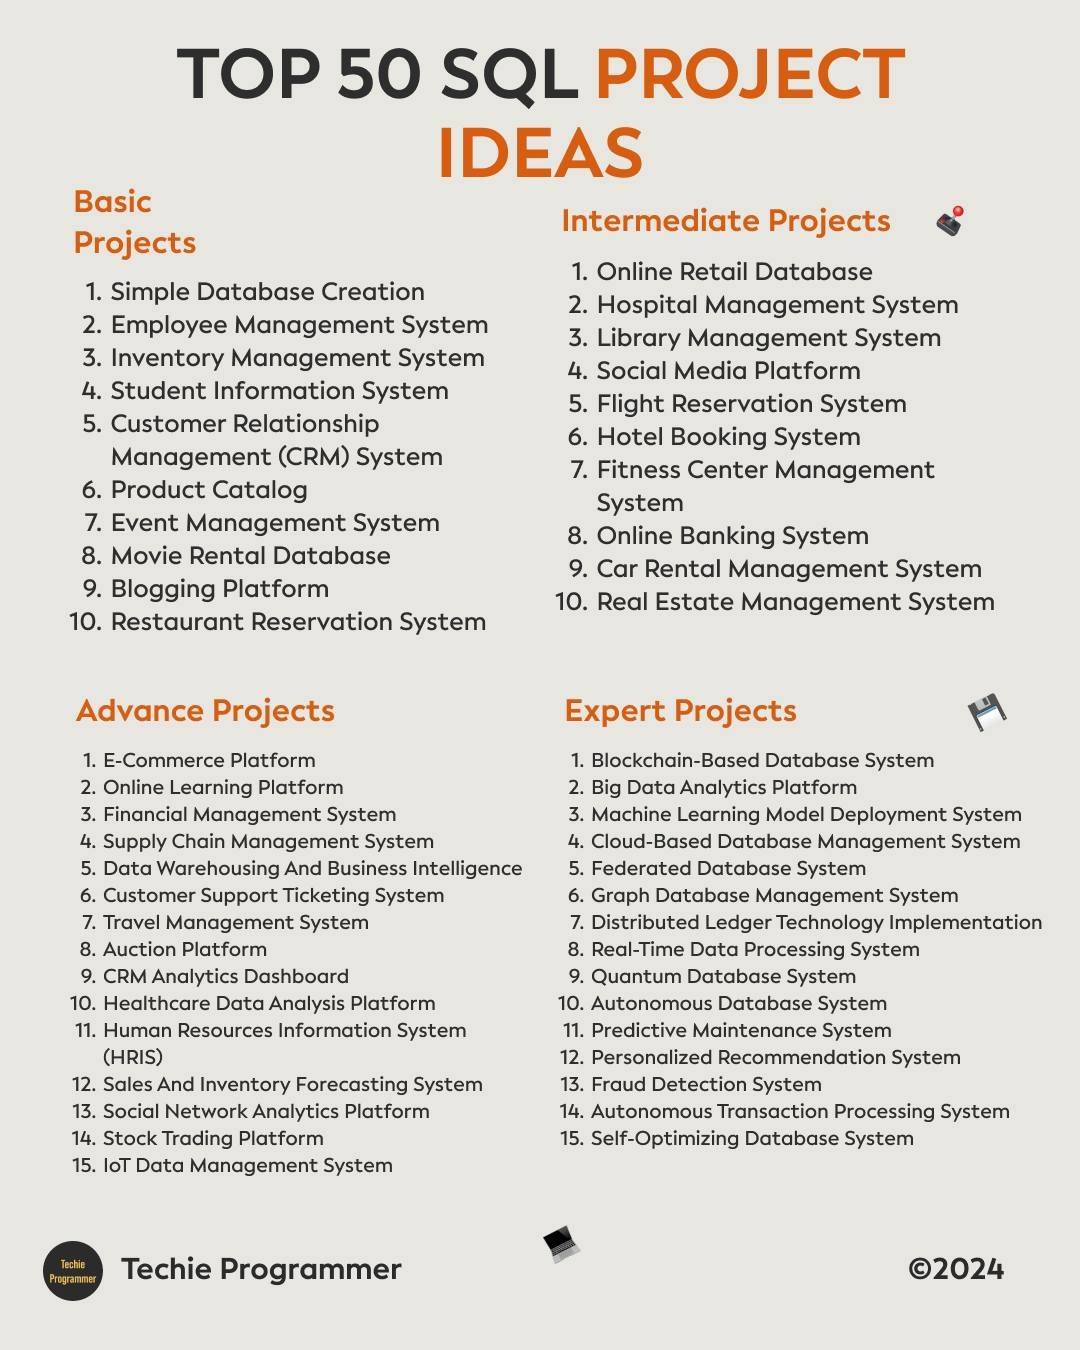 TOP 50 SQL PROJECT
IDEAS
Basic
Projects
1. Simple Database Creation
2. Employee Management System
3. Inventory Management System
4. Student Information System
5. Customer Relationship
Management (CRM) System
6. Product Catalog
7. Event Management System
8. Movie Rental Database
9. Blogging Platform
10. Restaurant Reservation System
Intermediate Projects
1. Online Retail Database
2. Hospital Management System
3. Library Management System
4. Social Media Platform
5. Flight Reservation System
6. Hotel Booking System
7. Fitness Center Management
System
8. Online Banking System
9. Car Rental Management System
10. Real Estate Management System
Advance Projects
1. E-Commerce Platform
2. Online Learning Platform
3. Financial Management System
4. Supply Chain Management System
5. Data Warehousing And Business Intelligence
6. Customer Support Ticketing System
7. Travel Management System
8. Auction Platform
9. CRM Analytics Dashboard
10. Healthcare Data Analysis Platform
11. Human Resources Information System
(HRIS)
12. Sales And Inventory Forecasting System
13. Social Network Analytics Platform
14. Stock Trading Platform
15. IoT Data Management System
Expert Projects
1. Blockchain-Based Database System
2. Big Data Analytics Platform
3. Machine Learning Model Deployment System
4. Cloud-Based Database Management System
5. Federated Database System
6. Graph Database Management System
7. Distributed Ledger Technology Implementation
8. Real-Time Data Processing System
9. Quantum Database System
10. Autonomous Database System
11. Predictive Maintenance System
12. Personalized Recommendation System
13. Fraud Detection System
14. Autonomous Transaction Processing System
15. Self-Optimizing Database System
Techie
Programmer
Techie Programmer
©2024